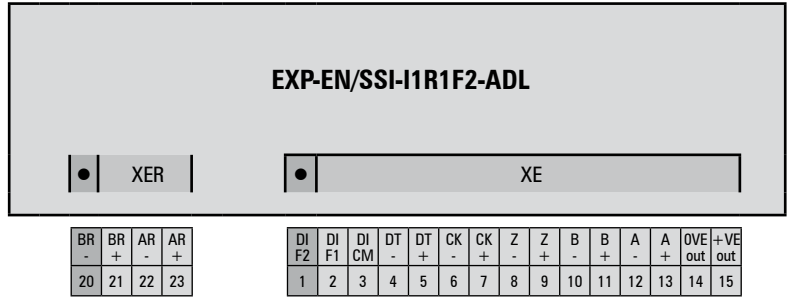 EXP-EN/SSI-I1R1F2-ADL
XER XE
BR BR AR AR DI DI DI DT DT CK CK Z Z B B A A 0VE +VE
- + - + F2 F1 CM - + - + - + - + - + out out
20 21 22 23 1 2 3 4 5 6 7 8 9 10 11 12 13 14 15